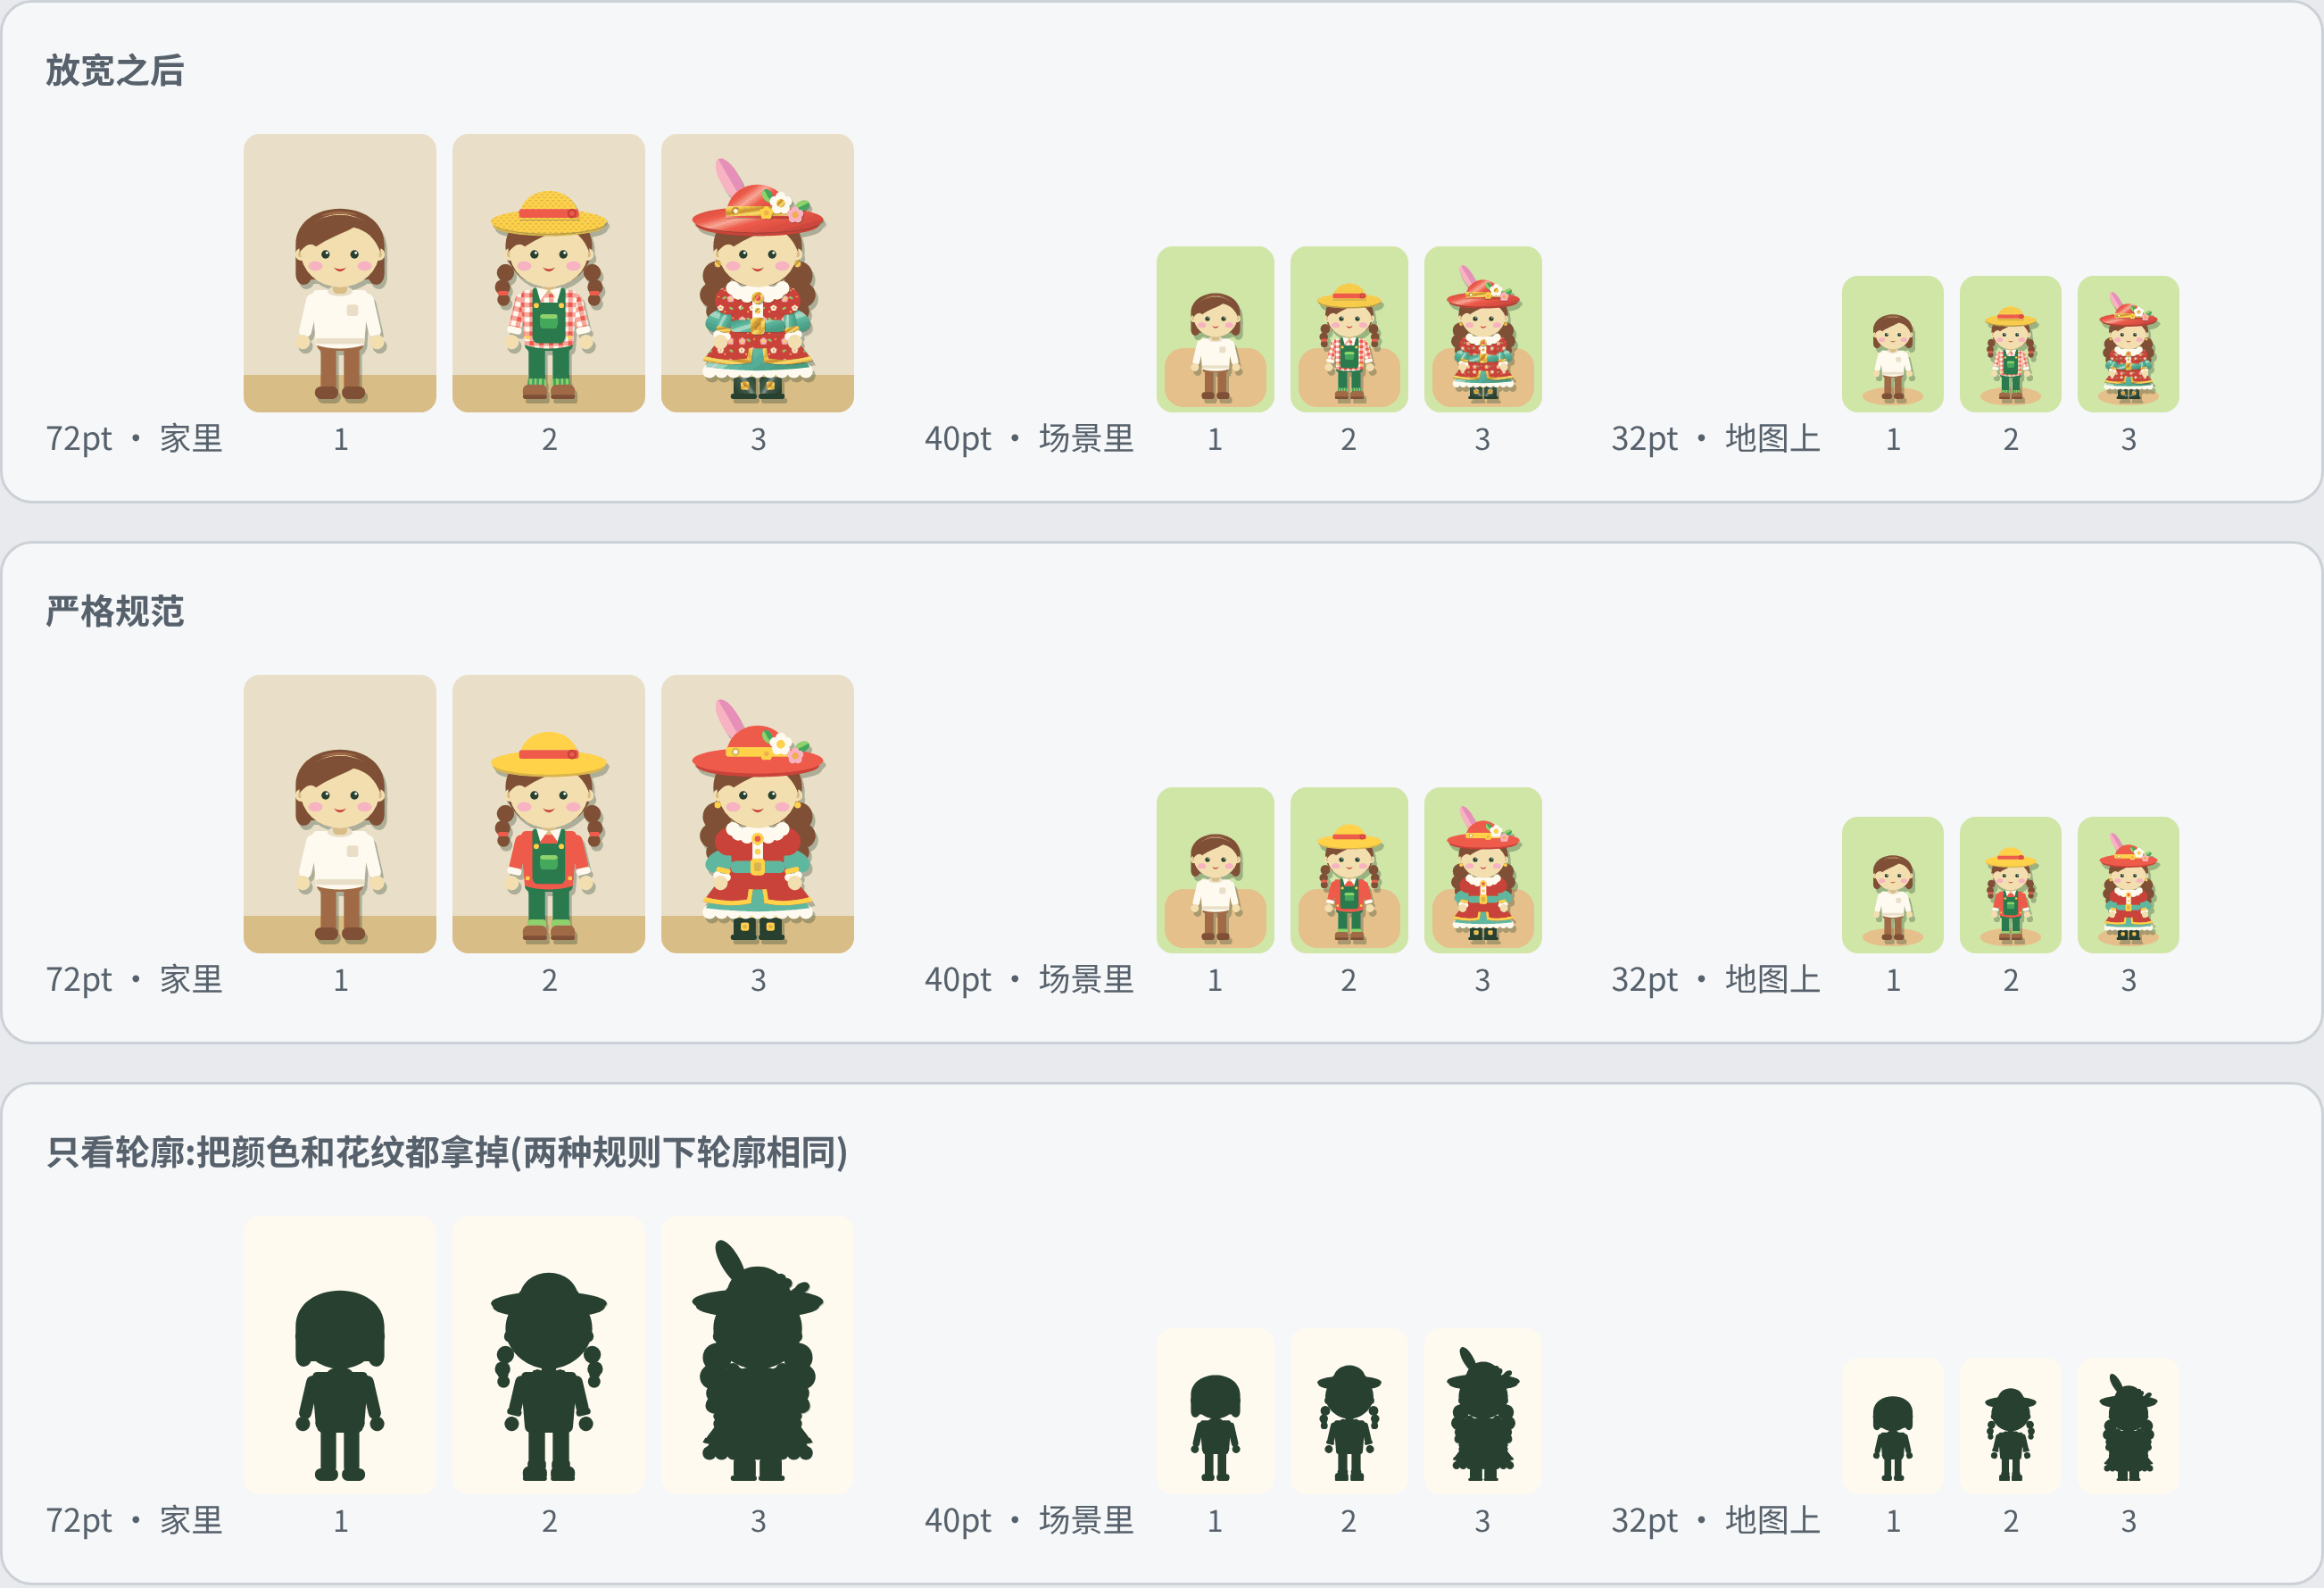 放宽之后
72pt · 家里 1 2 3 40pt · 场景里 1 2 3 32pt · 地图上 1 2 3
严格规范
72pt · 家里 1 2 3 40pt · 场景里 1 2 3 32pt · 地图上 1 2 3
只看轮廓:把颜色和花纹都拿掉(两种规则下轮廓相同)
72pt · 家里 1 2 3 40pt · 场景里 1 2 3 32pt · 地图上 1 2 3